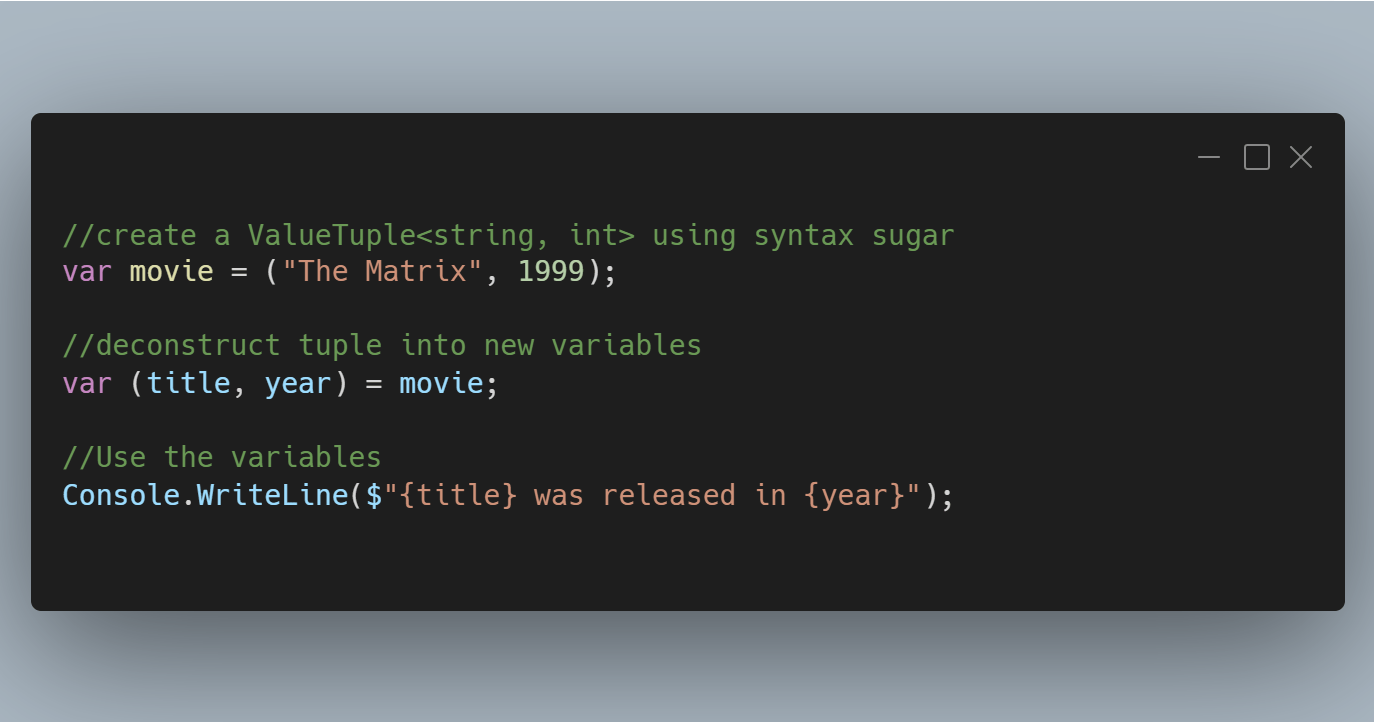 //create a ValueTuple<string, int> using syntax sugar
var movie = ("The Matrix", 1999);
//deconstruct tuple into new variables
var (title, year) = movie;
//Use the variables
Console.WriteLine($"{title} was released in {year}");